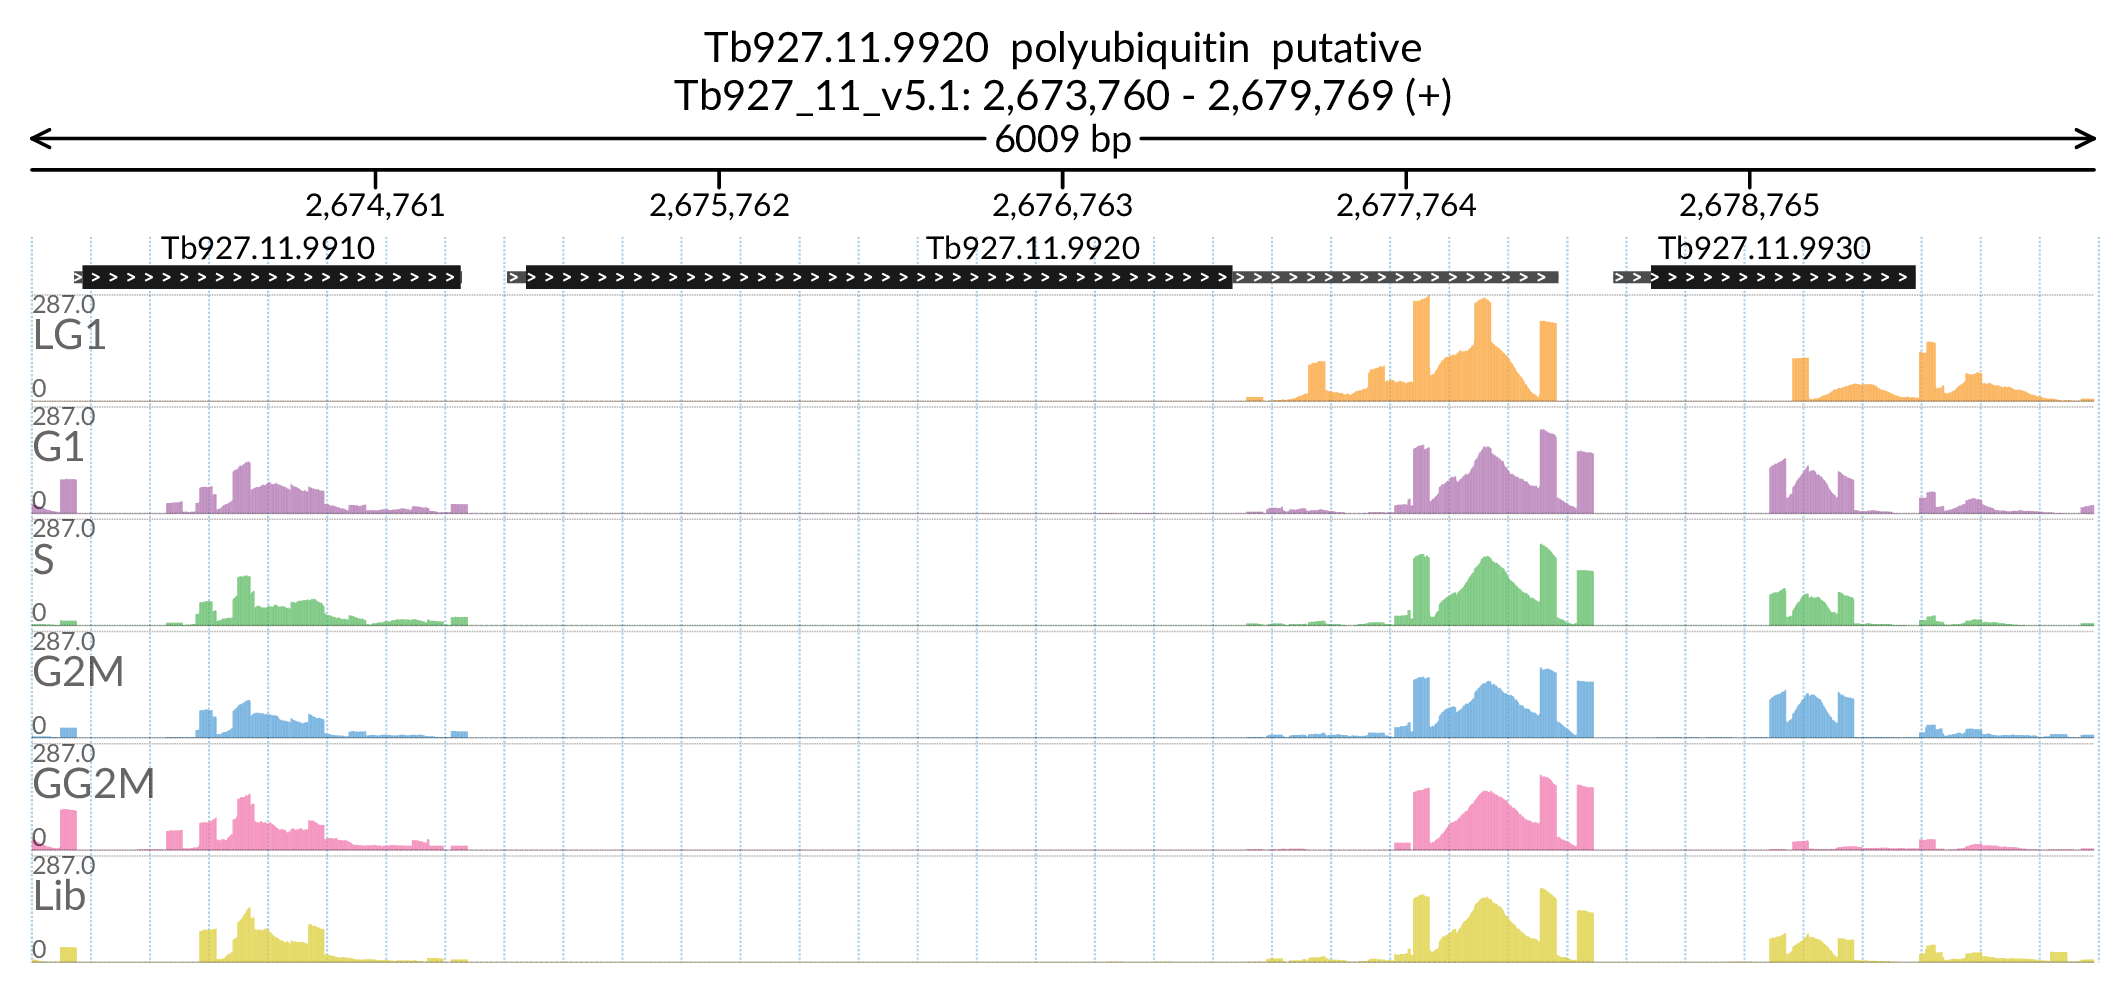 Tb927.11.9920 polyubiquitin putative
Tb927_11_v5.1: 2,673,760 - 2,679,769 (+)
6009 bp
2,674,761 2,675,762 2,676,763 2,677,764 2,678,765
Tb927.11.9910 Tb927.11.9920 Tb927.11.9930
287.0
LG1
0
287.0
G1
0
287.0
S
0
287.0
G2M
0
287.0
GG2M
0
287.0
Lib
0